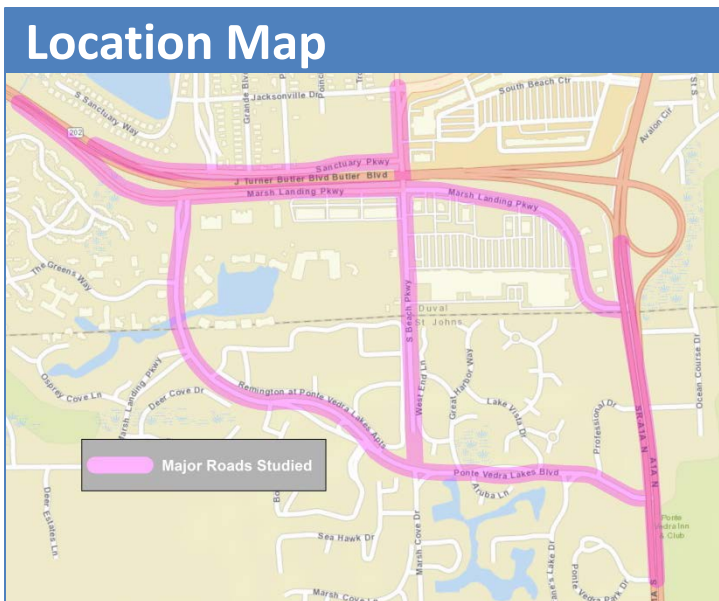 Location Map
S Sanctuary Way
202
Jacksonville Dr
Grande Blv
South Beach Ctr
Avalon Cir
Sanctuary Pkwy
J Turner Butler Blvd Butler Blvd
Marsh Landing Pkwy
Marsh Landing Pkwy
The Greens Way
S Beach Pkwy
Duval
St Johns
Osprey Cove Ln
Marsh Landing Pkwy
Deer Cove Dr
Remington at Ponte Vedra Lakes Apts
West End Ln
Great Harbor Way
Lake Vista Dr
Professional Dr
Ocean Course Dr
SR A1A N A1A N
Major Roads Studied
Ponte Vedra Lakes Blvd
Aruba Ln
Deer Estates Ln
Sea Hawk Dr
Marsh Cove Dr
Ponte
Vedra Inn
& Club
Ponte Vedra Park Dr
Marsh Cove Ln